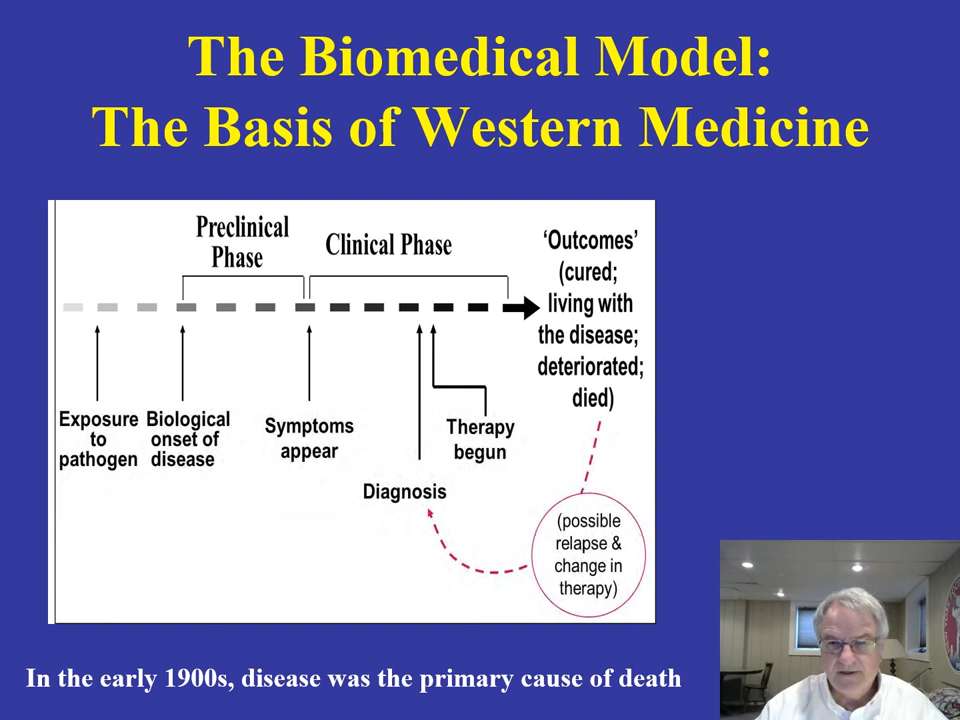 The Biomedical Model:
The Basis of Western Medicine
Preclinical
Phase
Clinical Phase
‘Outcomes’
(cured;
living with
the disease;
deteriorated;
died)
Exposure
to
pathogen
Biological
onset of
disease
Symptoms
appear
Diagnosis
Therapy
begun
(possible
relapse &
change in
therapy)
In the early 1900s, disease was the primary cause of death